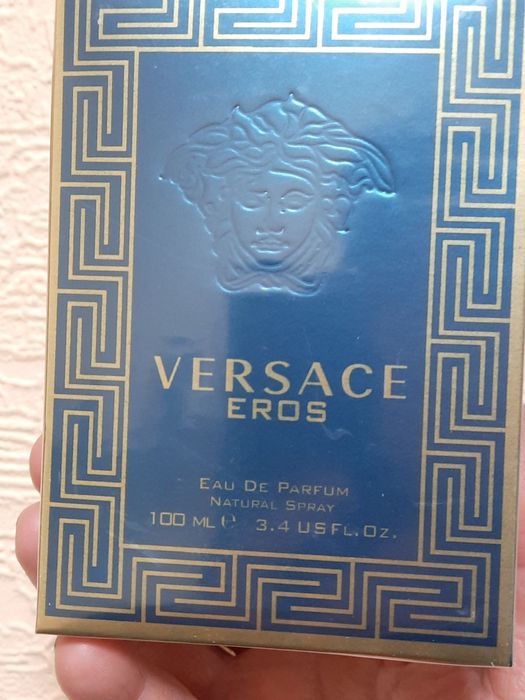 VERSACE
EROS
EAU DE PARFUM
NATURAL SPRAY
100 ML ℮ 3.4 US FL. OZ.